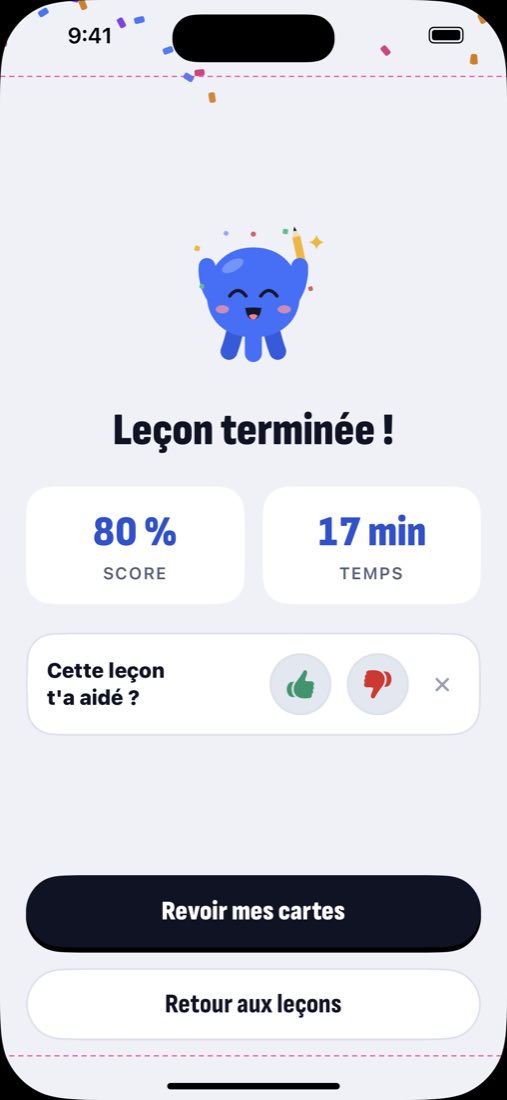 9:41
Leçon terminée !
80 %
SCORE
17 min
TEMPS
Cette leçon
t'a aidé ?
Revoir mes cartes
Retour aux leçons